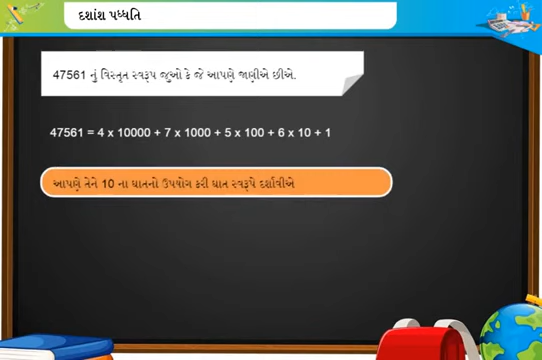 દશાંશ પધ્ધતિ
47561 નું વિસ્તૃત સ્વરૂપ જુઓ કે જે આપણે જાણીએ છીએ.
47561 = 4 x 10000 + 7 x 1000 + 5 x 100 + 6 x 10 + 1
આપણે તેને 10 ના ઘાતનો ઉપયોગ કરી ઘાત સ્વરૂપે દર્શાવીએ